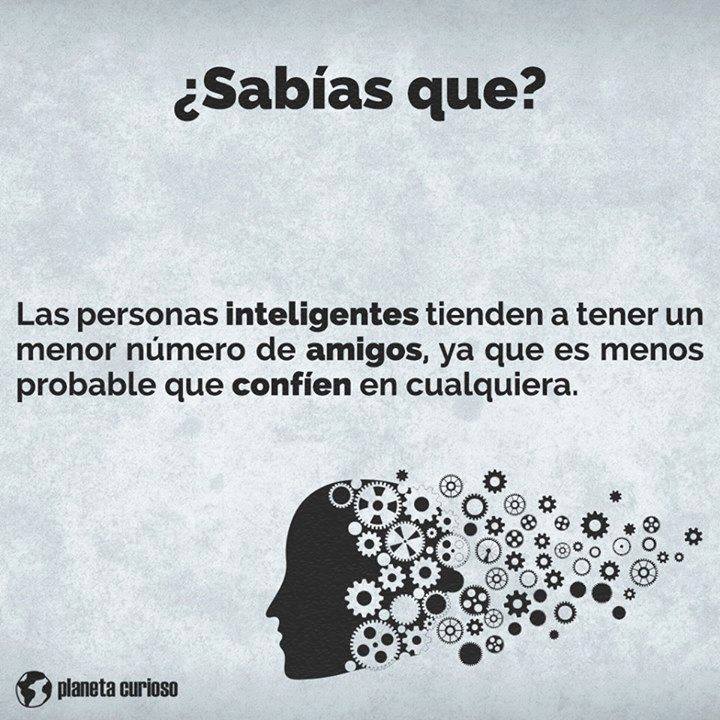 ¿Sabías que?
Las personas inteligentes tienden a tener un
menor número de amigos, ya que es menos
probable que confíen en cualquiera.
planeta curioso